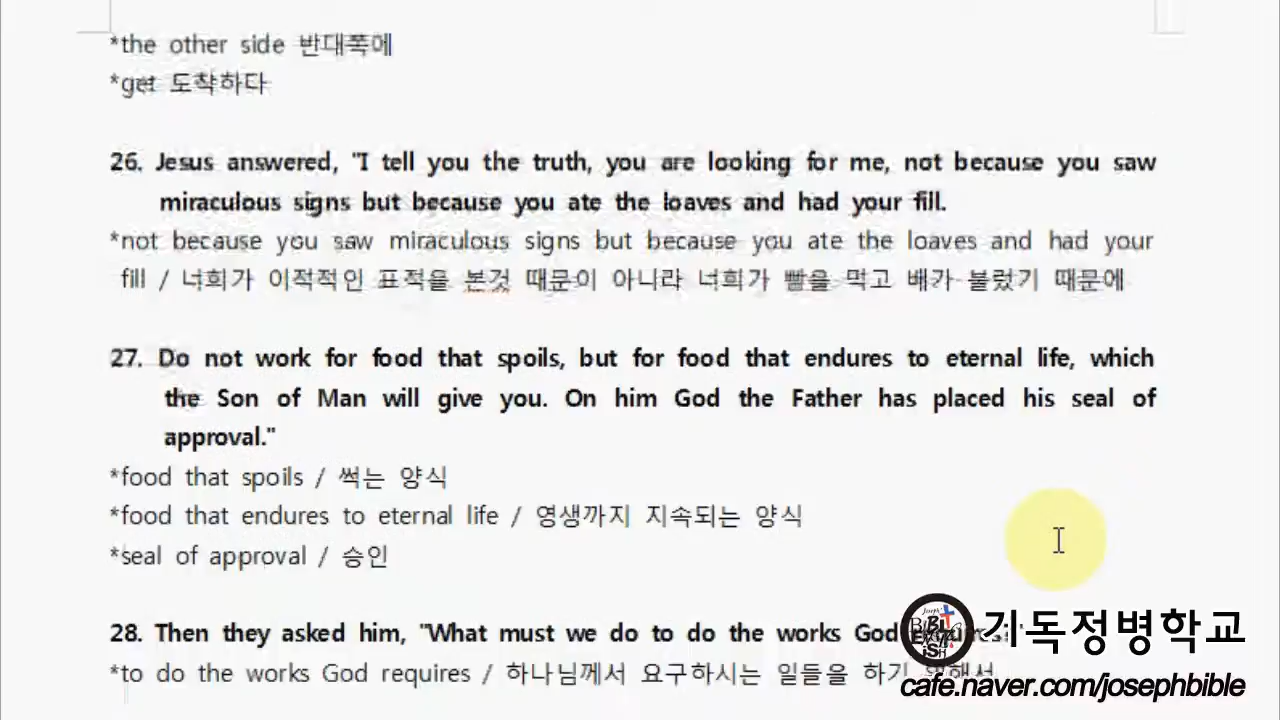 *the other side 반대쪽에
*get 도착하다
26. Jesus answered, "I tell you the truth, you are looking for me, not because you saw
miraculous signs but because you ate the loaves and had your fill.
*not because you saw miraculous signs but because you ate the loaves and had your
fill / 너희가 이적적인 표적을 본것 때문이 아니라 너희가 빵을 먹고 배가 불렀기 때문에
27. Do not work for food that spoils, but for food that endures to eternal life, which
the Son of Man will give you. On him God the Father has placed his seal of
approval."
*food that spoils / 썩는 양식
*food that endures to eternal life / 영생까지 지속되는 양식
*seal of approval / 승인
28. Then they asked him, "What must we do to do the works God
*to do the works God requires / 하나님께서 요구하시는 일들을 하기
기독정병학교
cafe.naver.com/josephbible